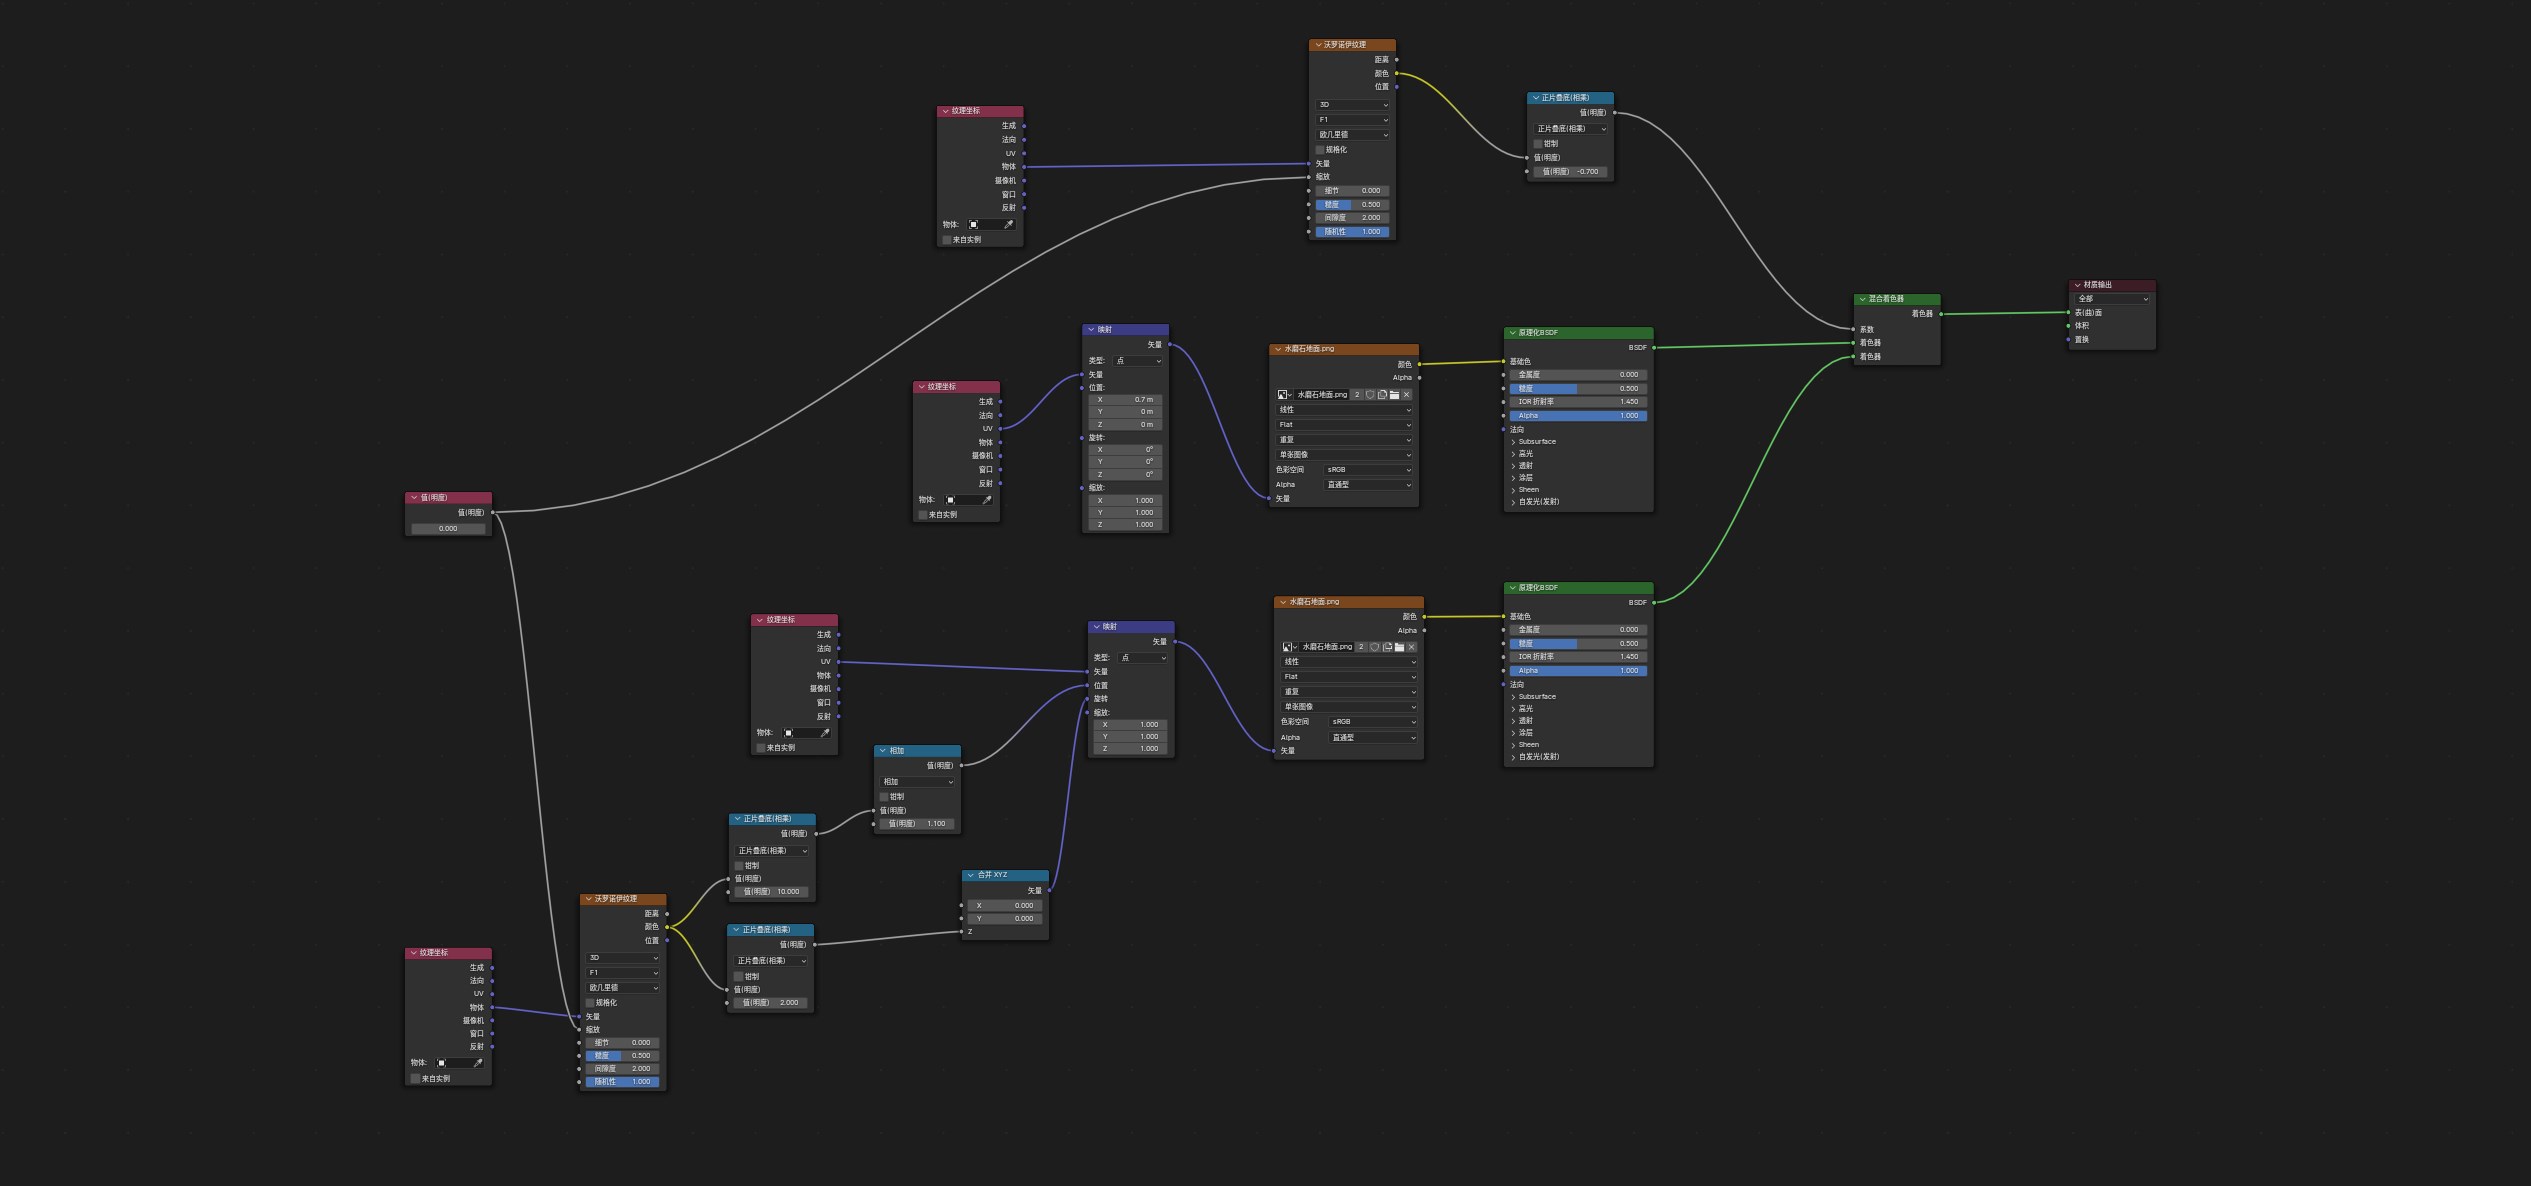 沃罗诺伊纹理
距离
颜色
位置
3D
F1
欧几里德
规格化
矢量
缩放
细节 0.000
糙度 0.500
间隙度 2.000
随机性 1.000
正片叠底(相乘)
值(明度)
正片叠底(相乘)
钳制
值(明度)
值(明度) -0.700
纹理坐标
生成
法向
UV
物体
摄像机
窗口
反射
物体:
来自实例
材质输出
全部
表(曲)面
体积
置换
混合着色器
着色器
系数
着色器
着色器
映射
矢量
类型: 点
矢量
位置:
X 0.7 m
Y 0 m
Z 0 m
旋转:
X 0°
Y 0°
Z 0°
缩放:
X 1.000
Y 1.000
Z 1.000
水磨石地面.png
颜色
Alpha
水磨石地面.png 2
线性
Flat
重复
单张图像
色彩空间 sRGB
Alpha 直通型
矢量
原理化BSDF
BSDF
基础色
金属度 0.000
糙度 0.500
IOR 折射率 1.450
Alpha 1.000
法向
Subsurface
高光
透射
涂层
Sheen
自发光(发射)
纹理坐标
生成
法向
UV
物体
摄像机
窗口
反射
物体:
来自实例
值(明度)
值(明度)
0.000
纹理坐标
生成
法向
UV
物体
摄像机
窗口
反射
物体:
来自实例
映射
矢量
类型: 点
矢量
位置
旋转
缩放:
X 1.000
Y 1.000
Z 1.000
水磨石地面.png
颜色
Alpha
水磨石地面.png 2
线性
Flat
重复
单张图像
色彩空间 sRGB
Alpha 直通型
矢量
原理化BSDF
BSDF
基础色
金属度 0.000
糙度 0.500
IOR 折射率 1.450
Alpha 1.000
法向
Subsurface
高光
透射
涂层
Sheen
自发光(发射)
相加
值(明度)
相加
钳制
值(明度)
值(明度) 1.100
正片叠底(相乘)
值(明度)
正片叠底(相乘)
钳制
值(明度)
值(明度) 10.000
合并 XYZ
矢量
X 0.000
Y 0.000
Z
正片叠底(相乘)
值(明度)
正片叠底(相乘)
钳制
值(明度)
值(明度) 2.000
沃罗诺伊纹理
距离
颜色
位置
3D
F1
欧几里德
规格化
矢量
缩放
细节 0.000
糙度 0.500
间隙度 2.000
随机性 1.000
纹理坐标
生成
法向
UV
物体
摄像机
窗口
反射
物体:
来自实例